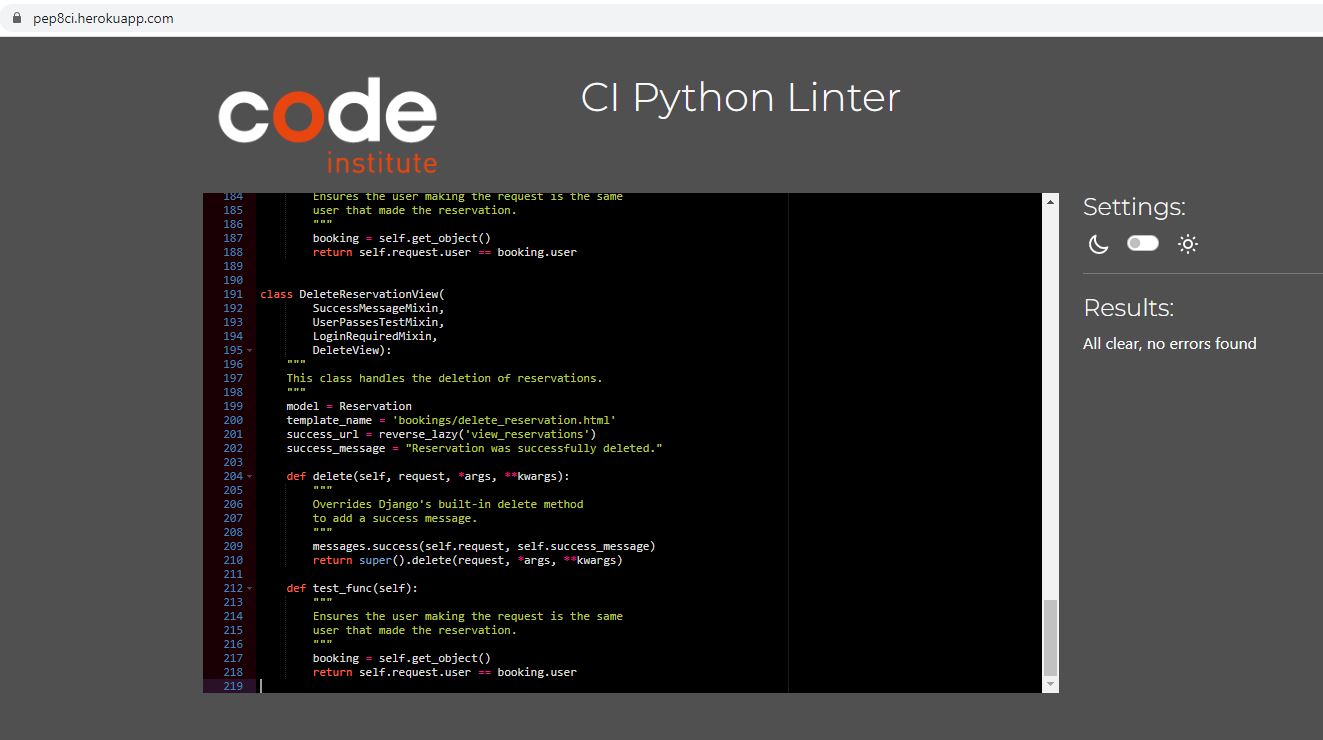 pep8ci.herokuapp.com
code
institute
CI Python Linter
184 Ensures the user making the request is the same
185 user that made the reservation.
186 """
187 booking = self.get_object()
188 return self.request.user == booking.user
189
190
191 class DeleteReservationView(
192 SuccessMessageMixin,
193 UserPassesTestMixin,
194 LoginRequiredMixin,
195 DeleteView):
196 """
197 This class handles the deletion of reservations.
198 """
199 model = Reservation
200 template_name = 'bookings/delete_reservation.html'
201 success_url = reverse_lazy('view_reservations')
202 success_message = "Reservation was successfully deleted."
203
204 def delete(self, request, *args, **kwargs):
205 """
206 Overrides Django's built-in delete method
207 to add a success message.
208 """
209 messages.success(self.request, self.success_message)
210 return super().delete(request, *args, **kwargs)
211
212 def test_func(self):
213 """
214 Ensures the user making the request is the same
215 user that made the reservation.
216 """
217 booking = self.get_object()
218 return self.request.user == booking.user
219
Settings:
Results:
All clear, no errors found